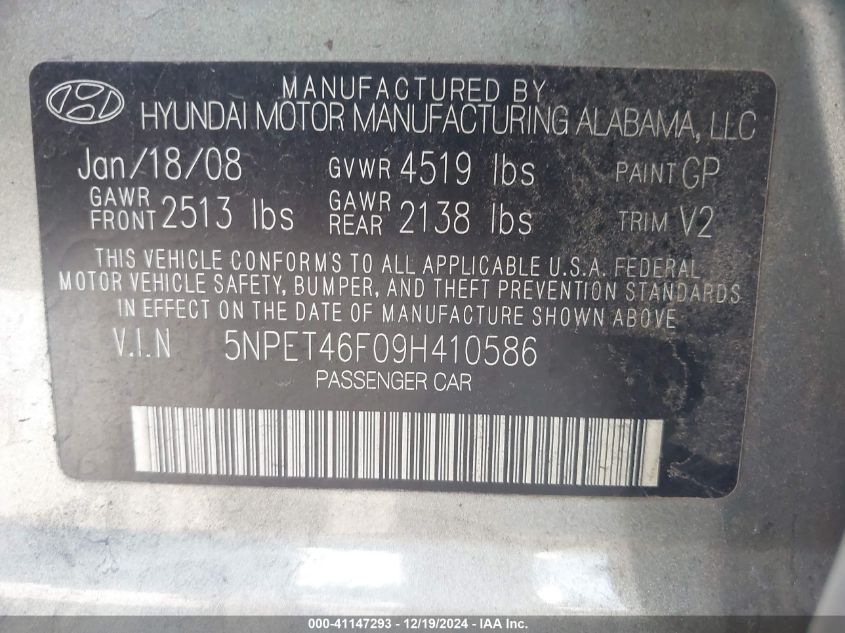 MANUFACTURED BY
HYUNDAI MOTOR MANUFACTURING ALABAMA, LLC
Jan/18/08 GVWR 4519 lbs PAINT GP
GAWR FRONT 2513 lbs GAWR REAR 2138 lbs TRIM V2
THIS VEHICLE CONFORMS TO ALL APPLICABLE U.S.A. FEDERAL
MOTOR VEHICLE SAFETY, BUMPER, AND THEFT PREVENTION STANDARDS
IN EFFECT ON THE DATE OF MANUFACTURE SHOWN ABOVE.
V.I.N 5NPET46F09H410586
PASSENGER CAR
000-41147293 - 12/19/2024 - IAA, Inc.